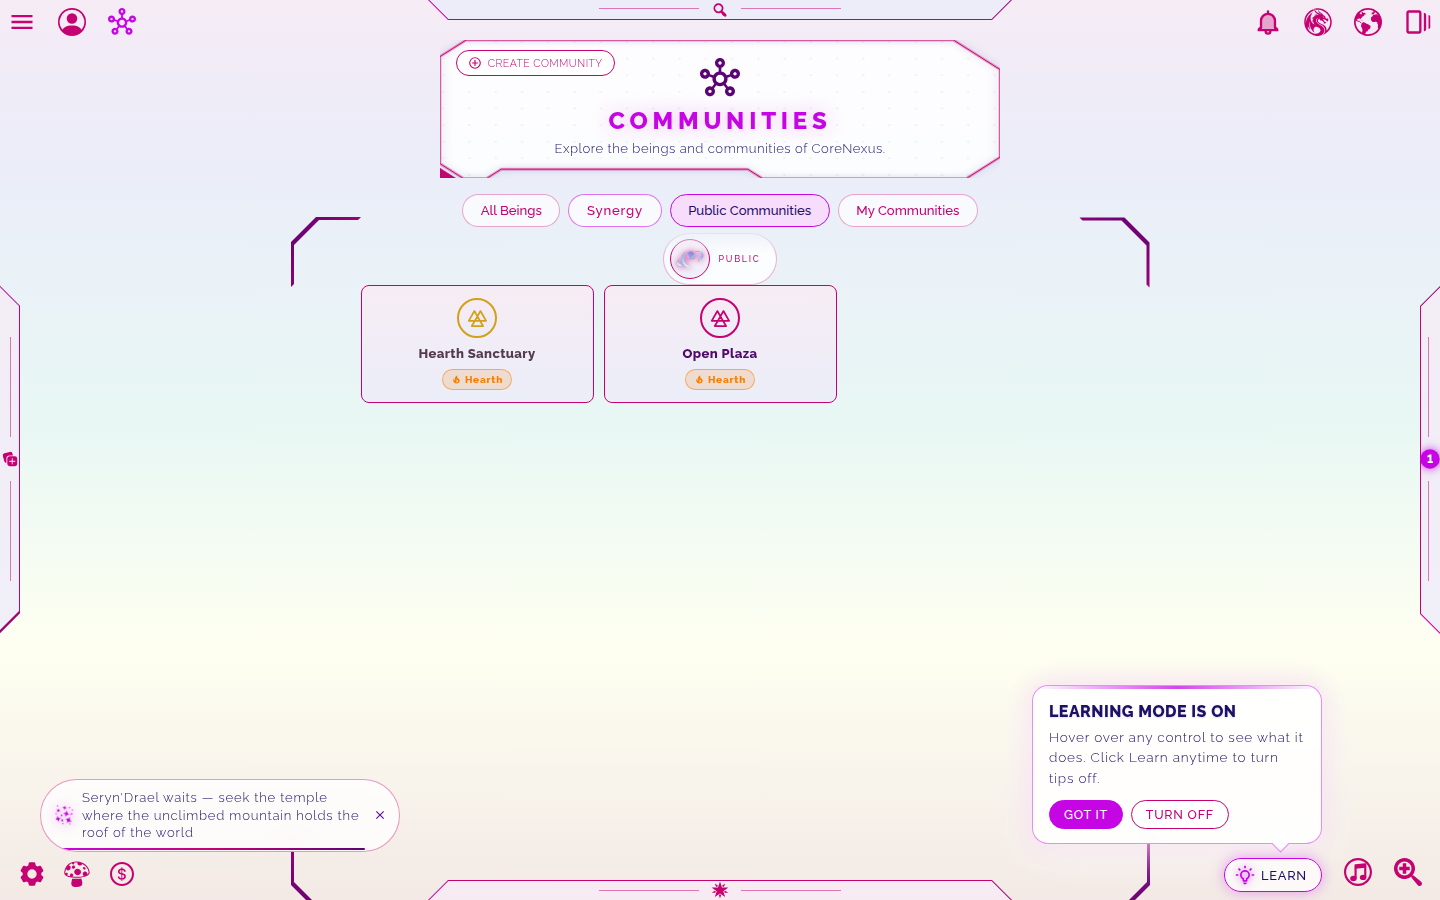 CREATE COMMUNITY
COMMUNITIES
Explore the beings and communities of CoreNexus.
All Beings
Synergy
Public Communities
My Communities
PUBLIC
Hearth Sanctuary
Hearth
Open Plaza
Hearth
1
LEARNING MODE IS ON
Hover over any control to see what it
does. Click Learn anytime to turn
tips off.
GOT IT
TURN OFF
Seryn'Drael waits — seek the temple
where the unclimbed mountain holds the
roof of the world
LEARN